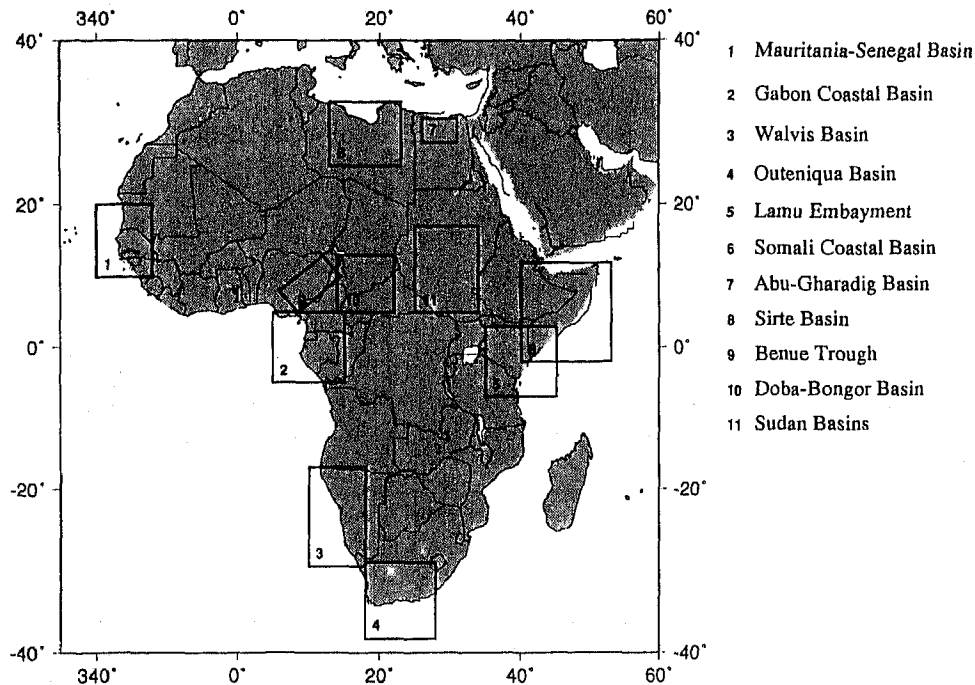 340° 0° 20° 40° 60°
40° 40°
20° 20°
0° 0°
-20° -20°
-40° -40°
340° 0° 20° 40° 60°
8
7
1
9
10
11
6
2
5
3
4
1 Mauritania-Senegal Basin
2 Gabon Coastal Basin
3 Walvis Basin
4 Outeniqua Basin
5 Lamu Embayment
6 Somali Coastal Basin
7 Abu-Gharadig Basin
8 Sirte Basin
9 Benue Trough
10 Doba-Bongor Basin
11 Sudan Basins